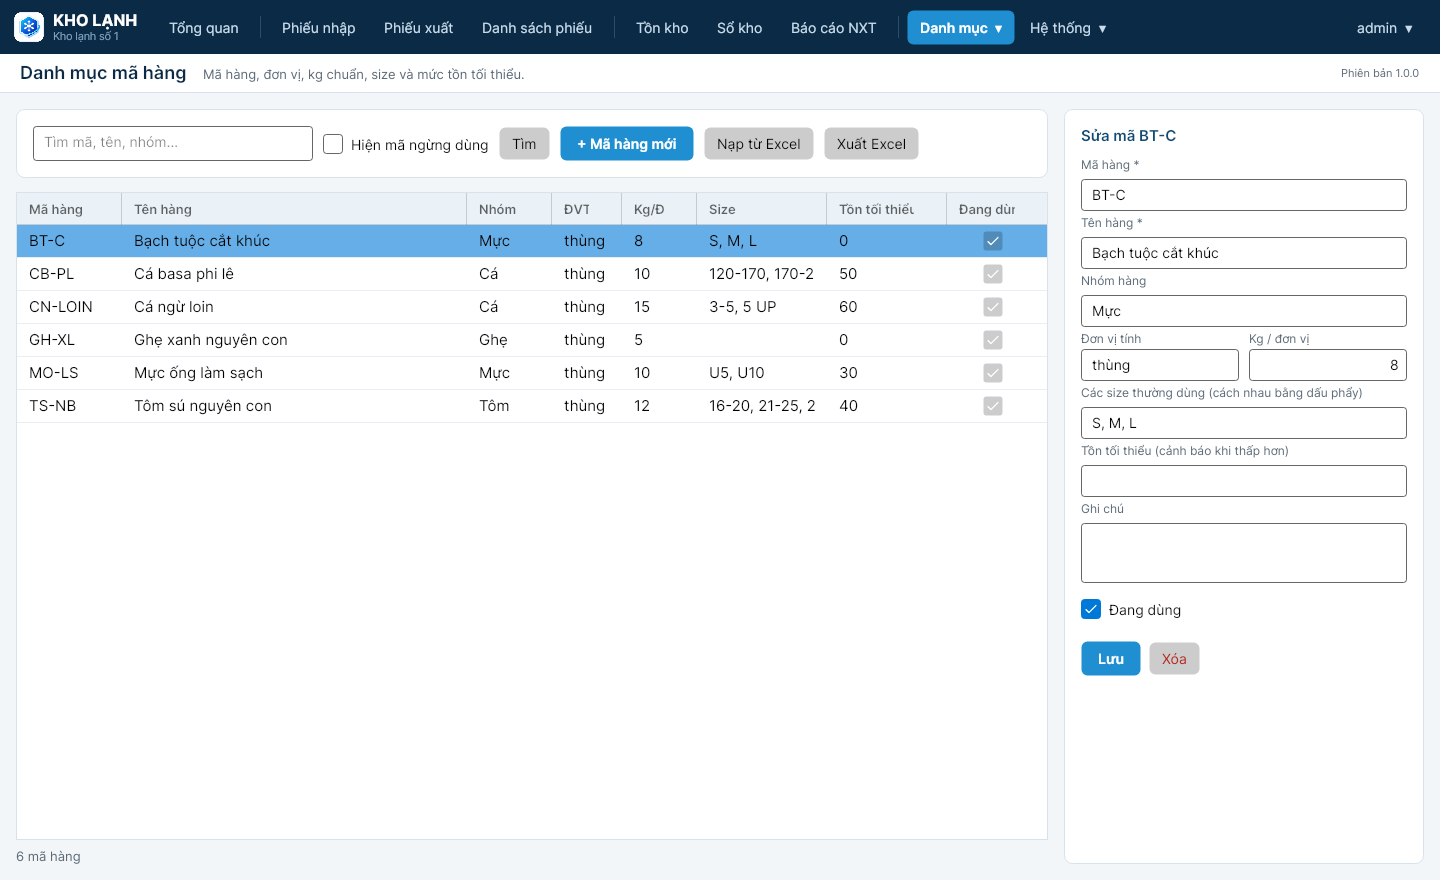 KHO LẠNH
Kho lạnh số 1
Tổng quan
Phiếu nhập
Phiếu xuất
Danh sách phiếu
Tồn kho
Sổ kho
Báo cáo NXT
Danh mục ▾
Hệ thống ▾
admin ▾
Danh mục mã hàng
Mã hàng, đơn vị, kg chuẩn, size và mức tồn tối thiểu.
Phiên bản 1.0.0
Tìm mã, tên, nhóm...
Hiện mã ngừng dùng
Tìm
+ Mã hàng mới
Nạp từ Excel
Xuất Excel
Mã hàng Tên hàng Nhóm ĐVT Kg/Đ Size Tồn tối thiểu Đang dùn
BT-C Bạch tuộc cắt khúc Mực thùng 8 S, M, L 0
CB-PL Cá basa phi lê Cá thùng 10 120-170, 170-2 50
CN-LOIN Cá ngừ loin Cá thùng 15 3-5, 5 UP 60
GH-XL Ghẹ xanh nguyên con Ghẹ thùng 5 0
MO-LS Mực ống làm sạch Mực thùng 10 U5, U10 30
TS-NB Tôm sú nguyên con Tôm thùng 12 16-20, 21-25, 2 40
6 mã hàng
Sửa mã BT-C
Mã hàng *
BT-C
Tên hàng *
Bạch tuộc cắt khúc
Nhóm hàng
Mực
Đơn vị tính Kg / đơn vị
thùng 8
Các size thường dùng (cách nhau bằng dấu phẩy)
S, M, L
Tồn tối thiểu (cảnh báo khi thấp hơn)
Ghi chú
Đang dùng
Lưu
Xóa